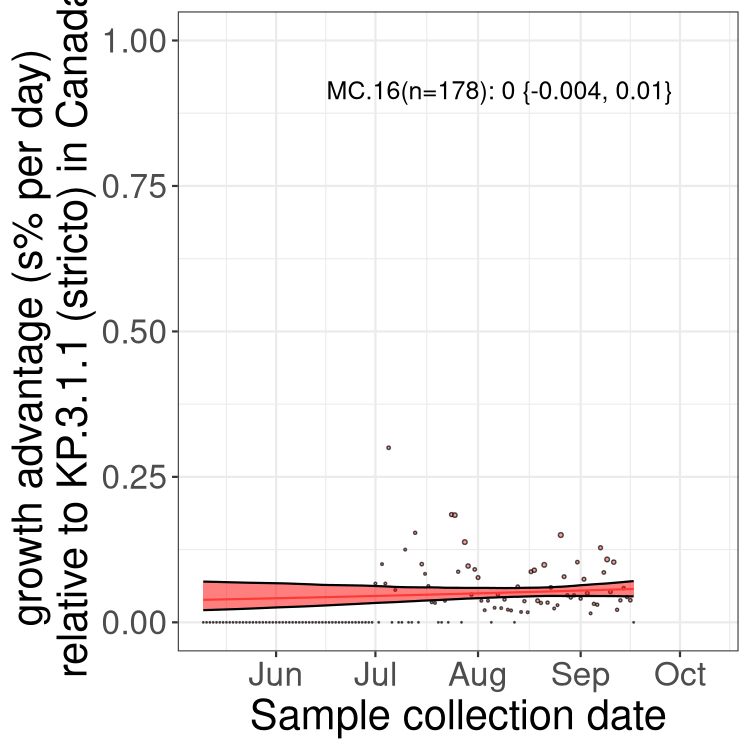 growth advantage (s% per day)
relative to KP.3.1.1 (stricto) in Canada
1.00
0.75
0.50
0.25
0.00
MC.16(n=178): 0 {-0.004, 0.01}
Jun Jul Aug Sep Oct
Sample collection date